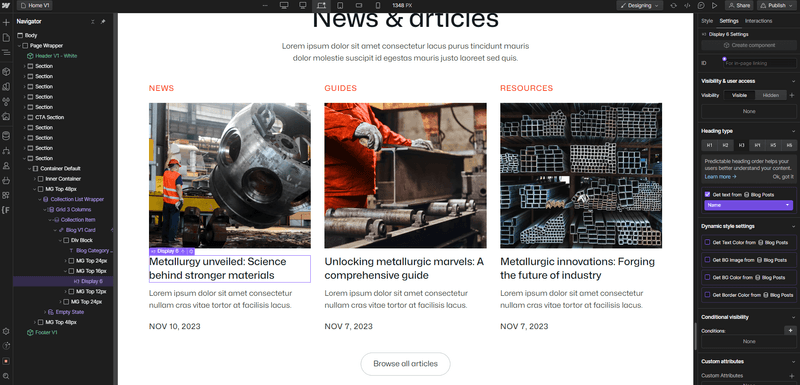 Home V1
1348 PX
Designing
Share
Publish
Navigator
Body
Page Wrapper
Header V1 - White
Section
Section
Section
Section
CTA Section
Section
Section
Section
Container Default
Inner Container
MG Top 48px
Collection List Wrapper
Grid 3 Columns
Collection Item
Blog V1 Card
Div Block
Blog Category...
MG Top 24px
MG Top 16px
H3 Display 6
MG Top 12px
MG Top 24px
Empty State
MG Top 48px
Footer V1
News & articles
Lorem ipsum dolor sit amet consectetur lacus purus tincidunt mauris
dolor molestie suscipit id egestas mauris justo laoreet sed quis.
NEWS
GUIDES
RESOURCES
H3 Display 6
Metallurgy unveiled: Science
behind stronger materials
Lorem ipsum dolor sit amet consectetur
nullam cras vitae tortor at facilisis lacus.
NOV 10, 2023
Unlocking metallurgic marvels: A
comprehensive guide
Lorem ipsum dolor sit amet consectetur
nullam cras vitae tortor at facilisis lacus.
NOV 7, 2023
Metallurgic innovations: Forging
the future of industry
Lorem ipsum dolor sit amet consectetur
nullam cras vitae tortor at facilisis lacus.
NOV 7, 2023
Browse all articles
Style Settings Interactions
H3 Display 6 Settings
Create component
ID For in-page linking
Visibility & user access
Visibility Visible Hidden
None
Heading type
H1 H2 H3 H4 H5 H6
Predictable heading order helps your
users better understand your content.
Learn more Ok, got it
Get text from Blog Posts
Name
Dynamic style settings
Get Text Color from Blog Posts
Get BG Image from Blog Posts
Get BG Color from Blog Posts
Get Border Color from Blog Posts
Conditional visibility
Conditions:
None
Custom attributes
Custom Attributes